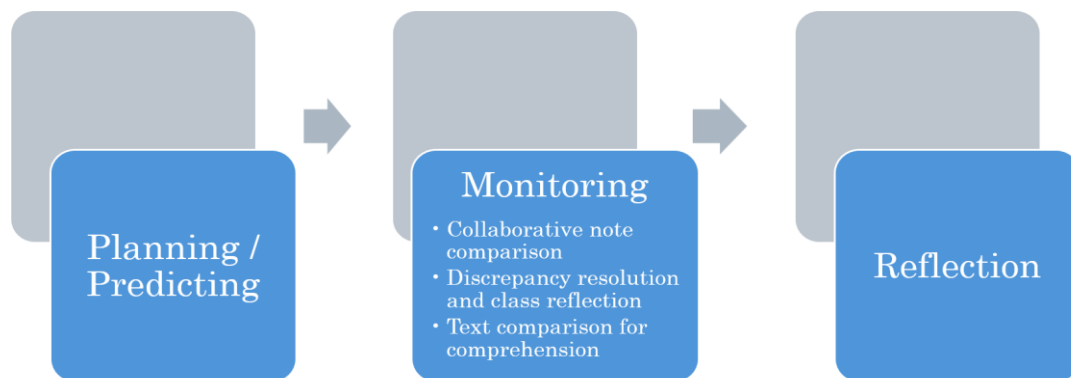 Planning /
Predicting
Monitoring
• Collaborative note
comparison
• Discrepancy resolution
and class reflection
• Text comparison for
comprehension
Reflection